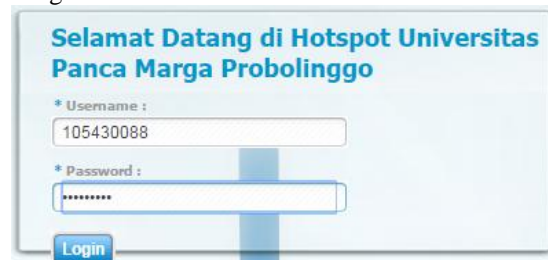 Selamat Datang di Hotspot Universitas
Panca Marga Probolinggo
* Username :
105430088
* Password :
•••••••••
Login